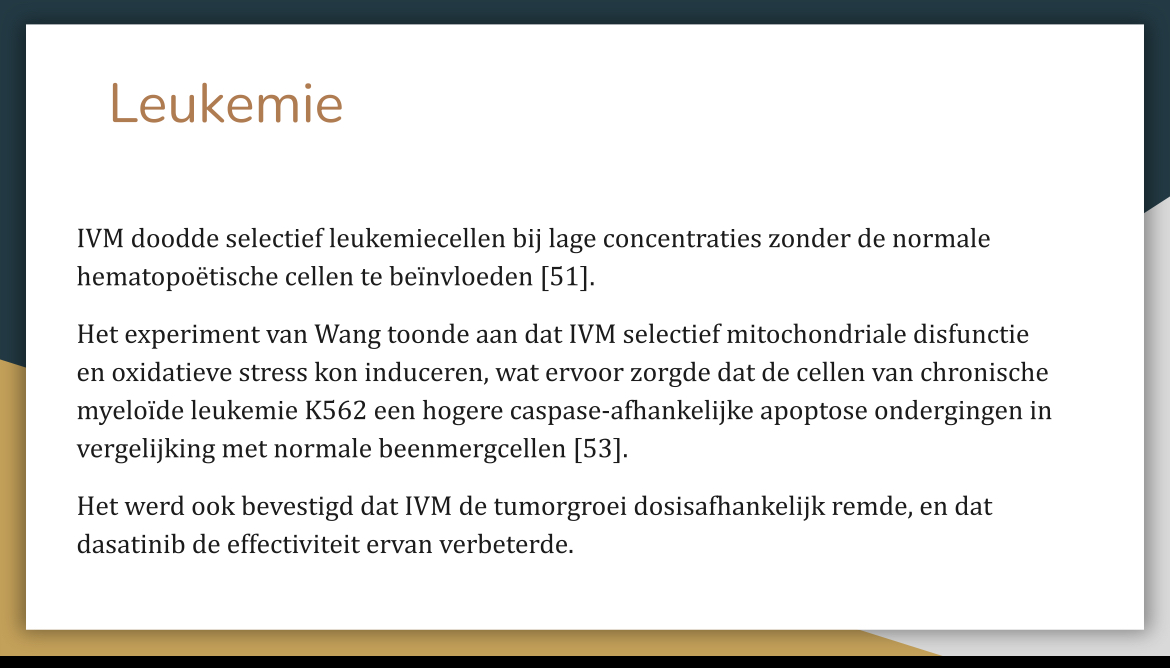 Leukemie
IVM doodde selectief leukemiecellen bij lage concentraties zonder de normale
hematopoëtische cellen te beïnvloeden [51].
Het experiment van Wang toonde aan dat IVM selectief mitochondriale disfunctie
en oxidatieve stress kon induceren, wat ervoor zorgde dat de cellen van chronische
myeloïde leukemie K562 een hogere caspase-afhankelijke apoptose ondergingen in
vergelijking met normale beenmergcellen [53].
Het werd ook bevestigd dat IVM de tumorgroei dosisafhankelijk remde, en dat
dasatinib de effectiviteit ervan verbeterde.